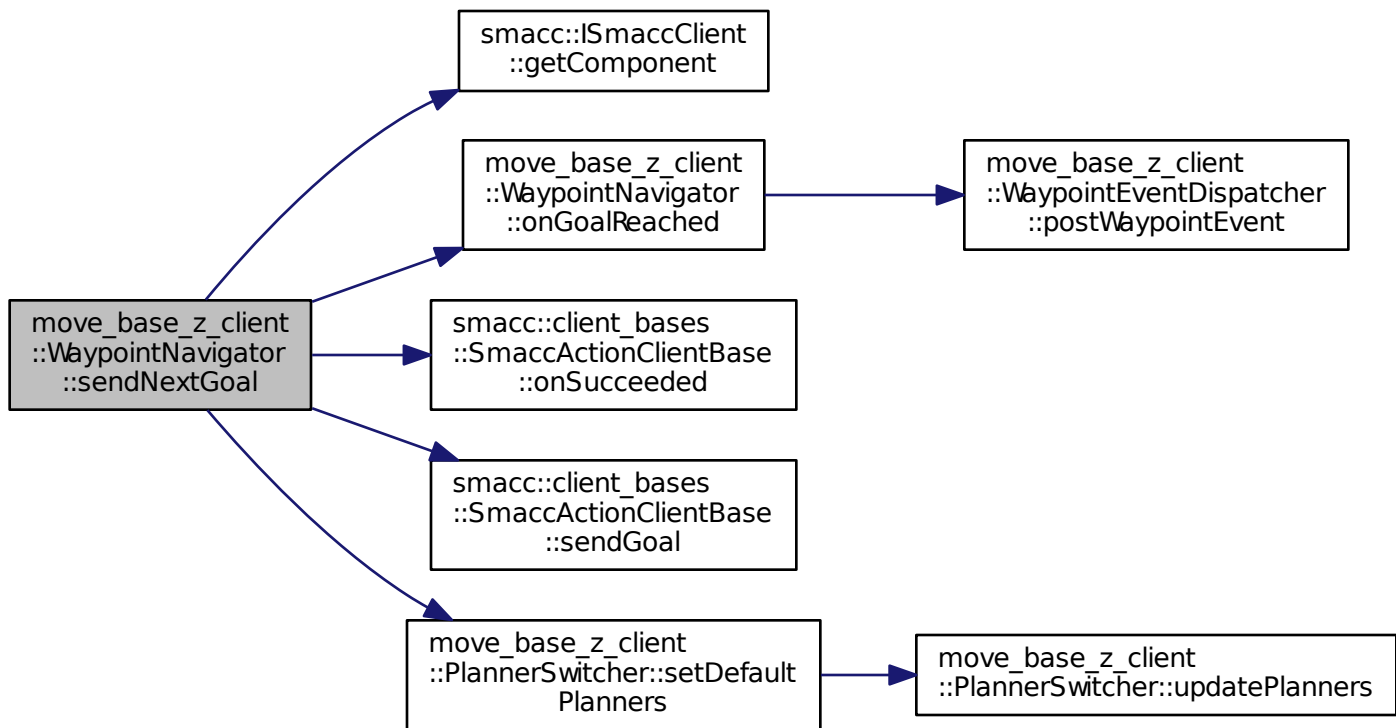 smacc::ISmaccClient
::getComponent
move_base_z_client
::WaypointNavigator
::onGoalReached
move_base_z_client
::WaypointEventDispatcher
::postWaypointEvent
move_base_z_client
::WaypointNavigator
::sendNextGoal
smacc::client_bases
::SmaccActionClientBase
::onSucceeded
smacc::client_bases
::SmaccActionClientBase
::sendGoal
move_base_z_client
::PlannerSwitcher::setDefault
Planners
move_base_z_client
::PlannerSwitcher::updatePlanners